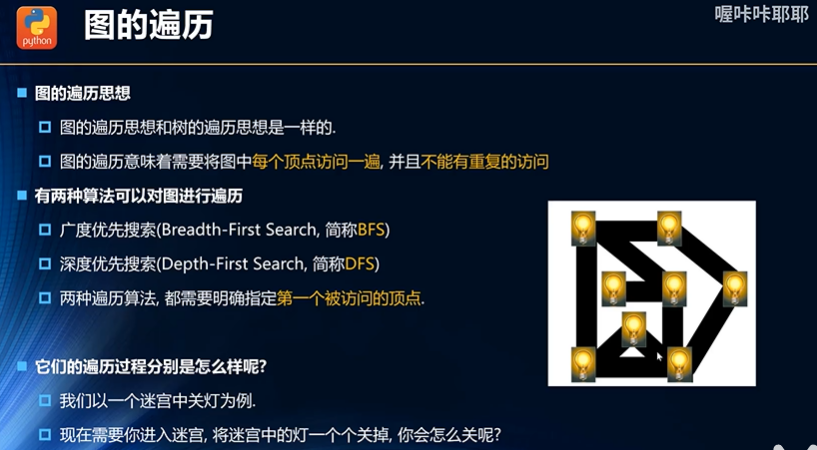 喔咔咔耶耶
python
图的遍历
图的遍历思想
图的遍历思想和树的遍历思想是一样的.
图的遍历意味着需要将图中每个顶点访问一遍, 并且不能有重复的访问
有两种算法可以对图进行遍历
广度优先搜索(Breadth-First Search, 简称BFS)
深度优先搜索(Depth-First Search, 简称DFS)
两种遍历算法, 都需要明确指定第一个被访问的顶点.
它们的遍历过程分别是怎么样呢?
我们以一个迷宫中关灯为例.
现在需要你进入迷宫, 将迷宫中的灯一个个关掉, 你会怎么关呢?